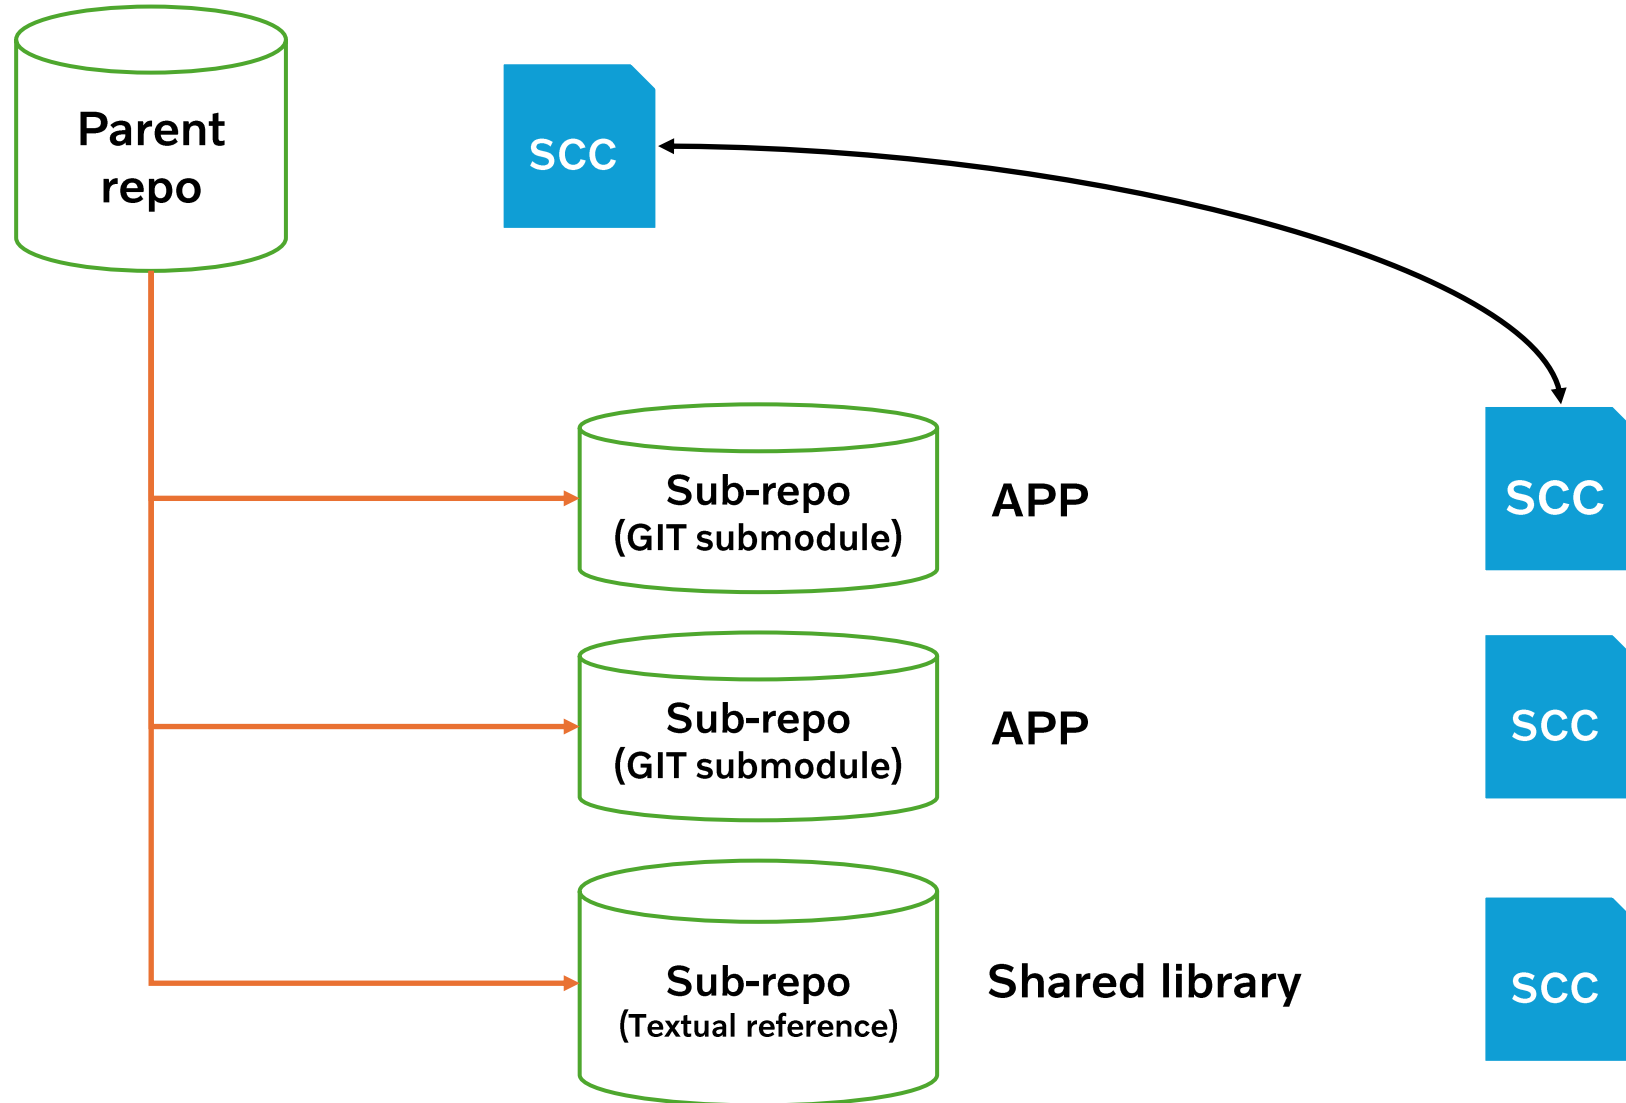 Parent
repo
SCC
Sub-repo
(GIT submodule)
APP
SCC
Sub-repo
(GIT submodule)
APP
SCC
Sub-repo
(Textual reference)
Shared library
SCC